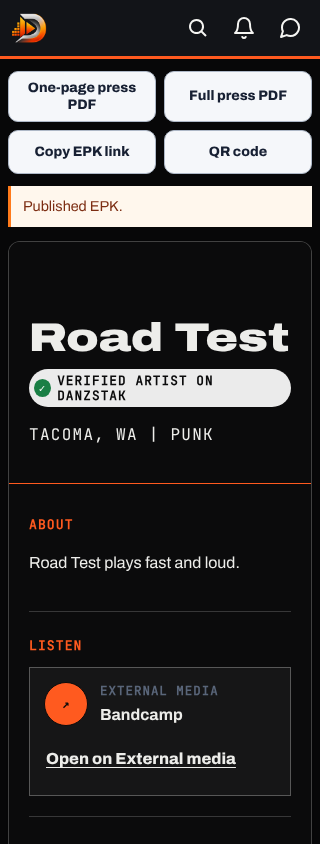 One-page press
PDF
Full press PDF
Copy EPK link
QR code
Published EPK.
Road Test
✓ VERIFIED ARTIST ON
DANZSTAK
TACOMA, WA | PUNK
ABOUT
Road Test plays fast and loud.
LISTEN
↗ EXTERNAL MEDIA
Bandcamp
Open on External media